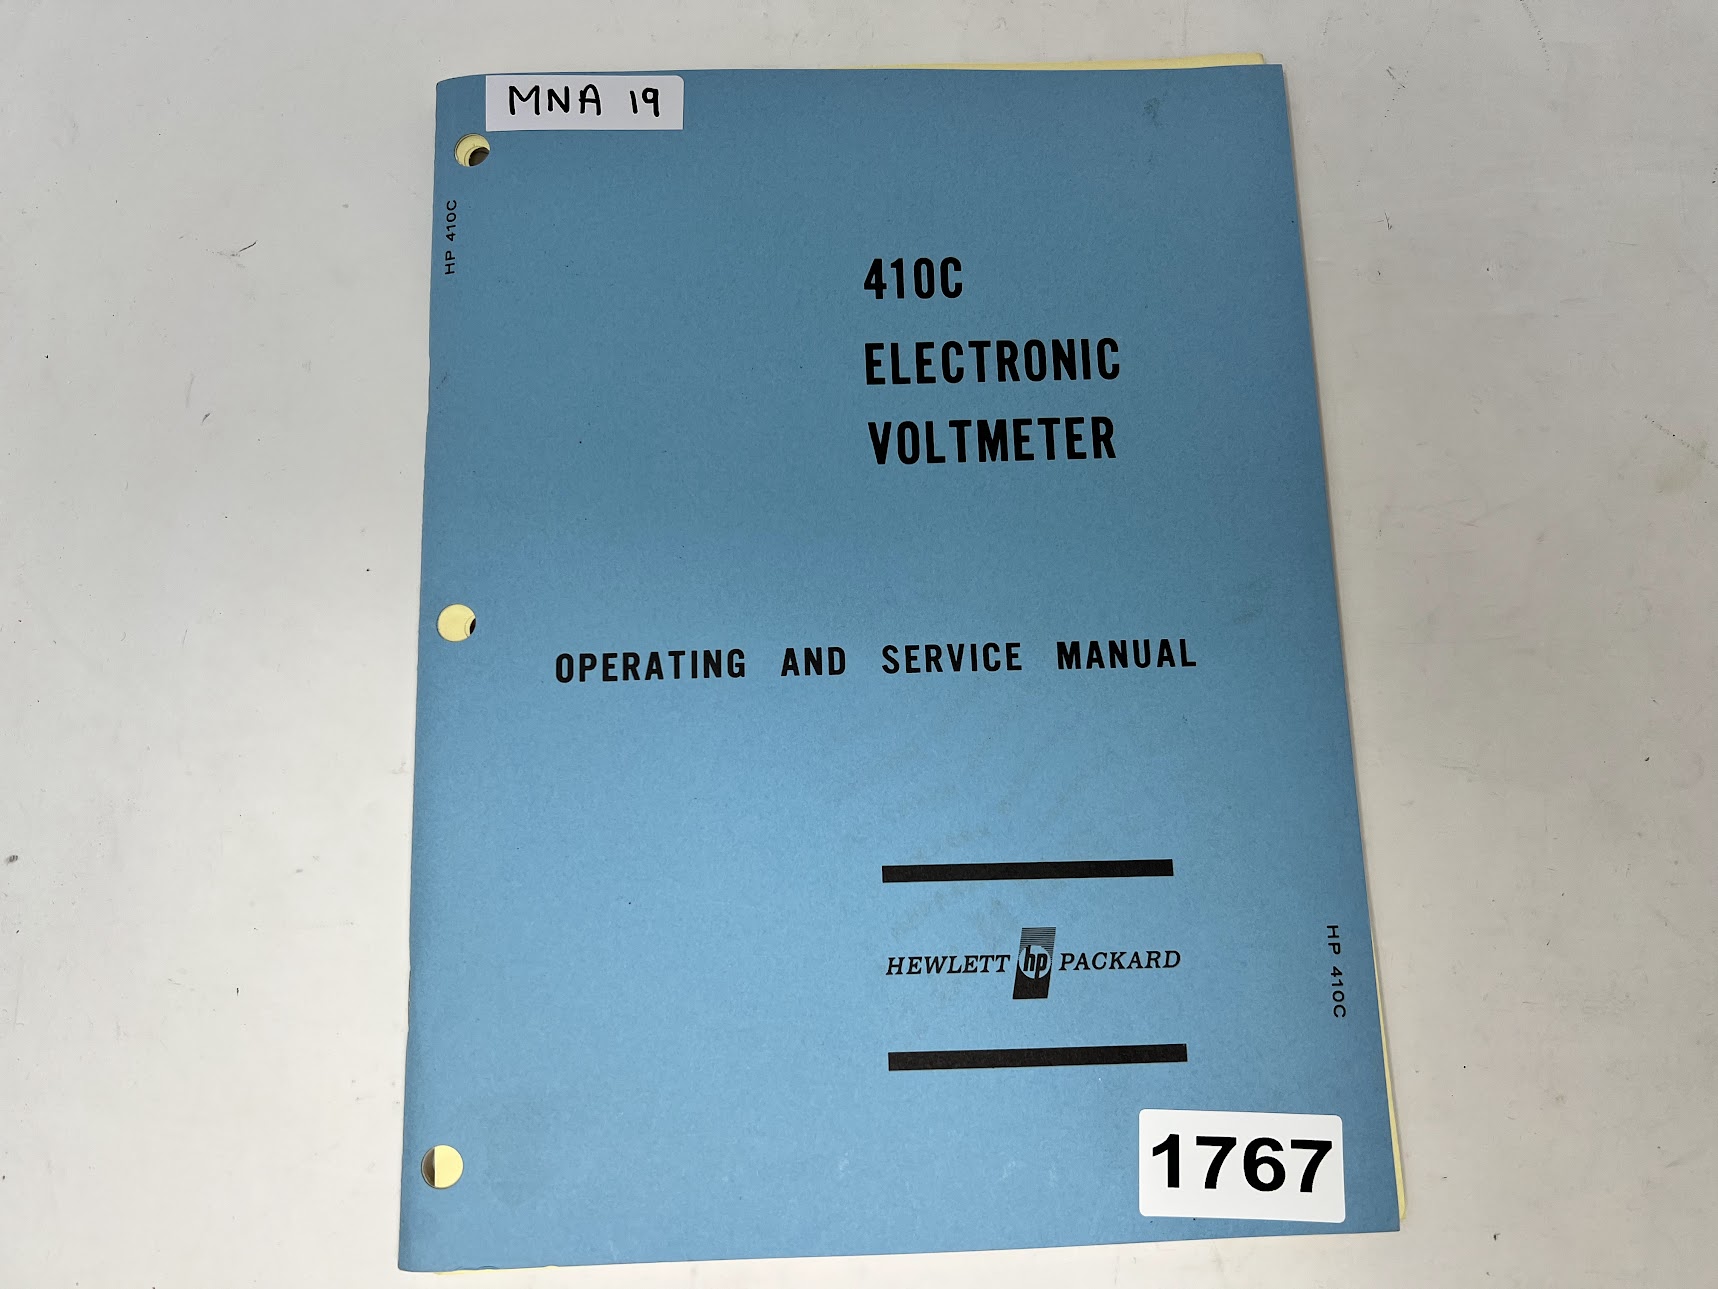 MNA 19
HP 410C
410C
ELECTRONIC
VOLTMETER
OPERATING AND SERVICE MANUAL
HEWLETT hp PACKARD
HP 410C
1767